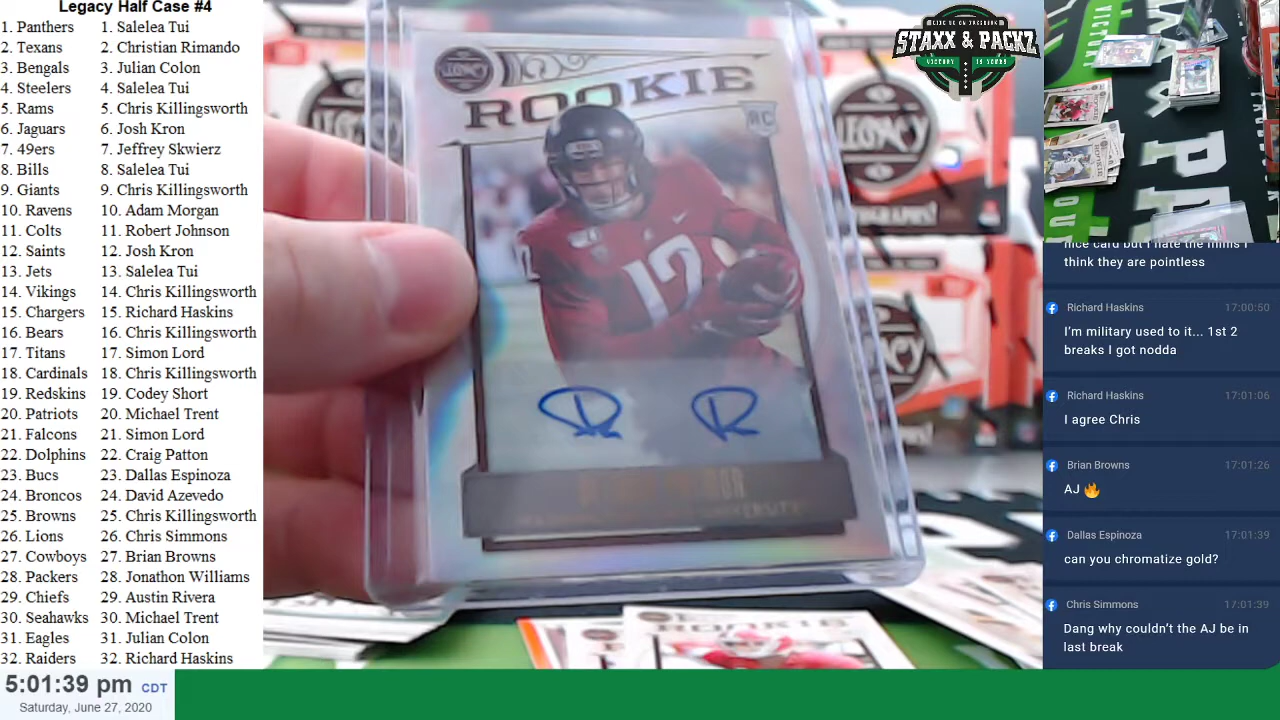 Legacy Half Case #4
1. Panthers 1. Salelea Tui
2. Texans 2. Christian Rimando
3. Bengals 3. Julian Colon
4. Steelers 4. Salelea Tui
5. Rams 5. Chris Killingsworth
6. Jaguars 6. Josh Kron
7. 49ers 7. Jeffrey Skwierz
8. Bills 8. Salelea Tui
9. Giants 9. Chris Killingsworth
10. Ravens 10. Adam Morgan
11. Colts 11. Robert Johnson
12. Saints 12. Josh Kron
13. Jets 13. Salelea Tui
14. Vikings 14. Chris Killingsworth
15. Chargers 15. Richard Haskins
16. Bears 16. Chris Killingsworth
17. Titans 17. Simon Lord
18. Cardinals 18. Chris Killingsworth
19. Redskins 19. Codey Short
20. Patriots 20. Michael Trent
21. Falcons 21. Simon Lord
22. Dolphins 22. Craig Patton
23. Bucs 23. Dallas Espinoza
24. Broncos 24. David Azevedo
25. Browns 25. Chris Killingsworth
26. Lions 26. Chris Simmons
27. Cowboys 27. Brian Browns
28. Packers 28. Jonathon Williams
29. Chiefs 29. Austin Rivera
30. Seahawks 30. Michael Trent
31. Eagles 31. Julian Colon
32. Raiders 32. Richard Haskins
5:01:39 pm CDT
Saturday, June 27, 2020
LEGACY
ROOKIE
RC
12
LEGACY
STAXX & PACKZ
nice card but I hate the minis I
think they are pointless
Richard Haskins 17:00:50
I'm military used to it... 1st 2
breaks I got nodda
Richard Haskins 17:01:06
I agree Chris
Brian Browns 17:01:26
AJ 🔥
Dallas Espinoza 17:01:39
can you chromatize gold?
Chris Simmons 17:01:39
Dang why couldn't the AJ be in
last break